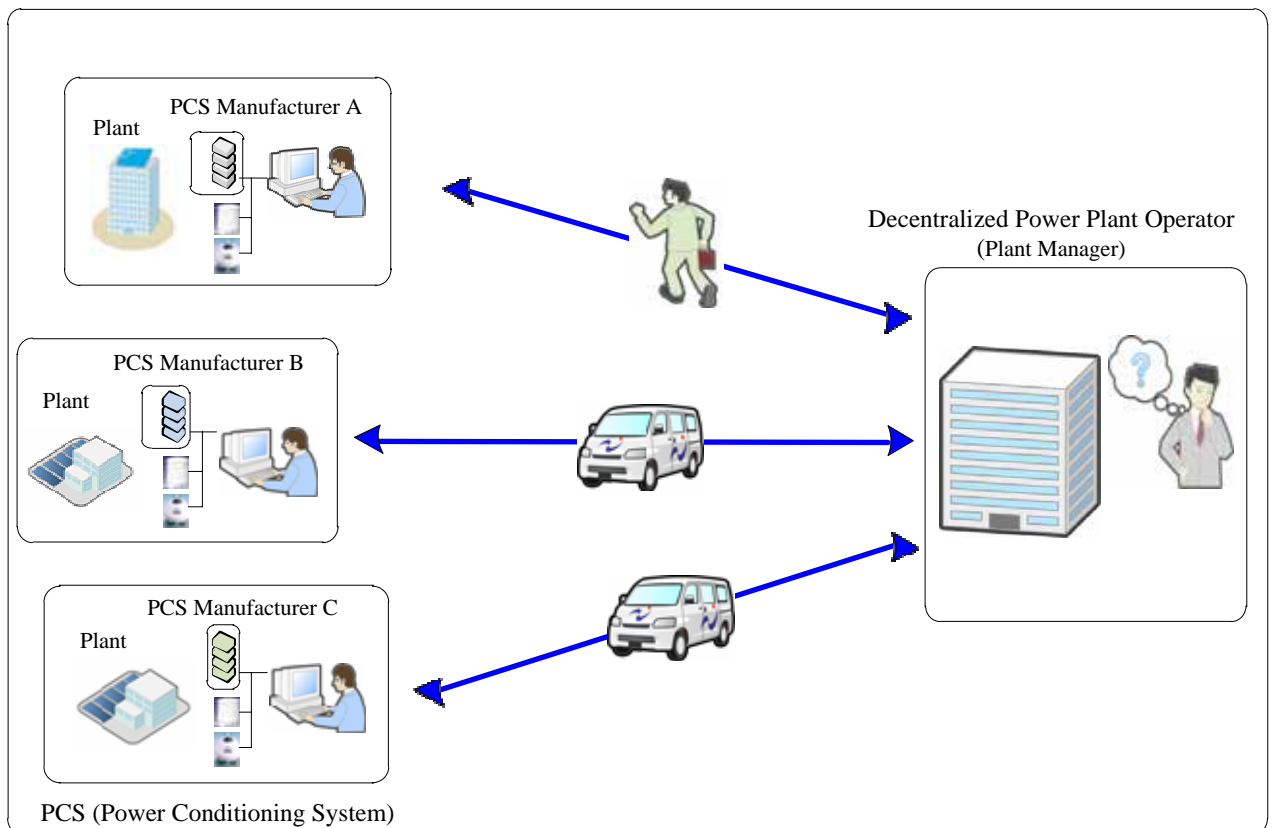 PCS Manufacturer A
Plant
Decentralized Power Plant Operator
(Plant Manager)
PCS Manufacturer B
Plant
?
PCS Manufacturer C
Plant
PCS (Power Conditioning System)